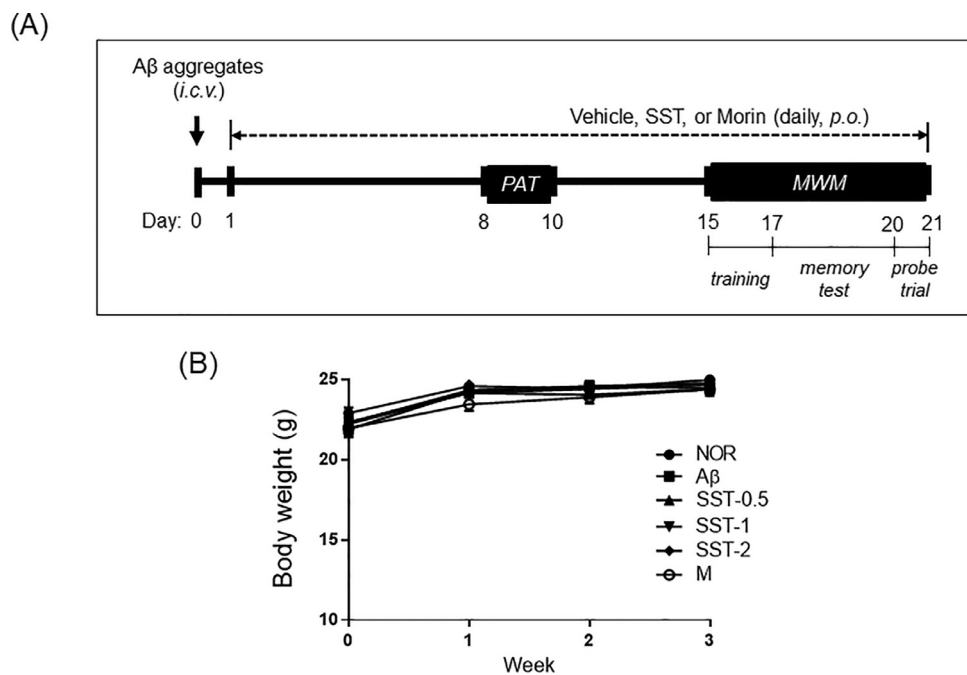 (A)
Aβ aggregates
(i.c.v.)
Vehicle, SST, or Morin (daily, p.o.)
PAT
MWM
Day: 0 1 8 10 15 17 20 21
training memory test probe trial
(B)
Body weight (g)
25
20
15
10
0 1 2 3
Week
NOR
Aβ
SST-0.5
SST-1
SST-2
M